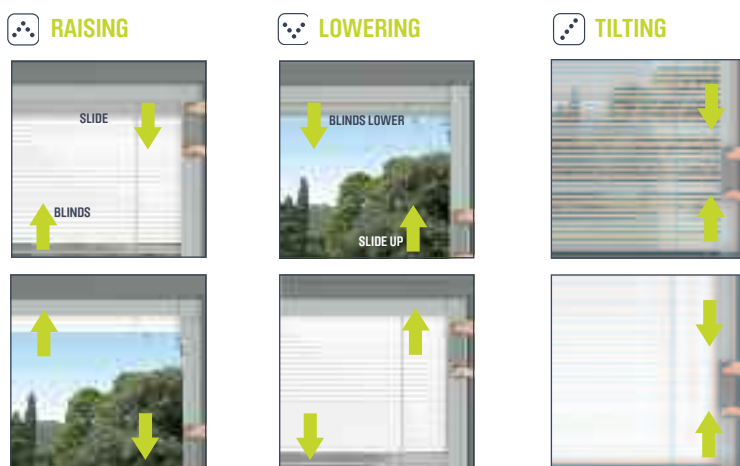 RAISING
LOWERING
TILTING
SLIDE
BLINDS
BLINDS LOWER
SLIDE UP